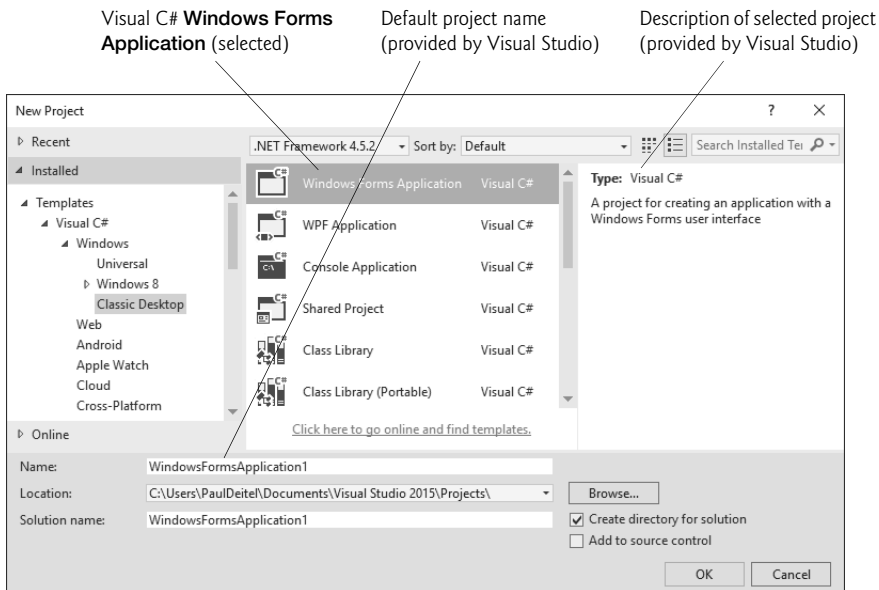 Visual C# Windows Forms
Application (selected)
Default project name
(provided by Visual Studio)
Description of selected project
(provided by Visual Studio)
New Project
?
Recent
Installed
Templates
Visual C#
Windows
Universal
Windows 8
Classic Desktop
Web
Android
Apple Watch
Cloud
Cross-Platform
Online
.NET Framework 4.5.2
Sort by: Default
Search Installed Te
C#
Windows Forms Application Visual C#
C#
WPF Application Visual C#
C#
C:\
Console Application Visual C#
C#
Shared Project Visual C#
C#
Class Library Visual C#
C#
Class Library (Portable) Visual C#
Click here to go online and find templates.
Type: Visual C#
A project for creating an application with a
Windows Forms user interface
Name: WindowsFormsApplication1
Location: C:\Users\PaulDeitel\Documents\Visual Studio 2015\Projects\
Browse...
Solution name: WindowsFormsApplication1
Create directory for solution
Add to source control
OK
Cancel